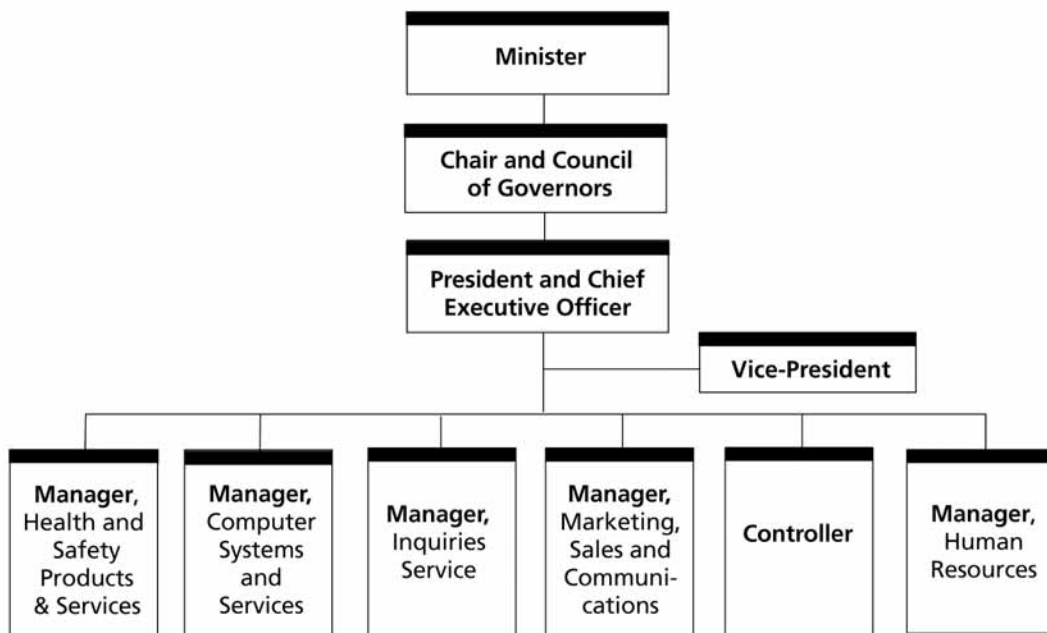 Minister
Chair and Council
of Governors
President and Chief
Executive Officer
Vice-President
Manager,
Health and
Safety
Products
& Services
Manager,
Computer
Systems
and
Services
Manager,
Inquiries
Service
Manager,
Marketing,
Sales and
Communi-
cations
Controller
Manager,
Human
Resources